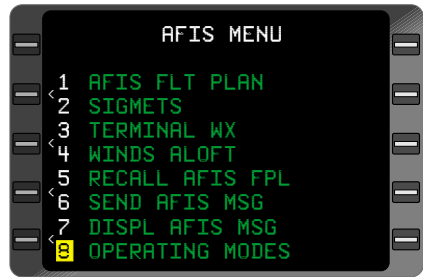 AFIS MENU
1 AFIS FLT PLAN
2 SIGMETS
3 TERMINAL WX
4 WINDS ALOFT
5 RECALL AFIS FPL
6 SEND AFIS MSG
7 DISPL AFIS MSG
8 OPERATING MODES